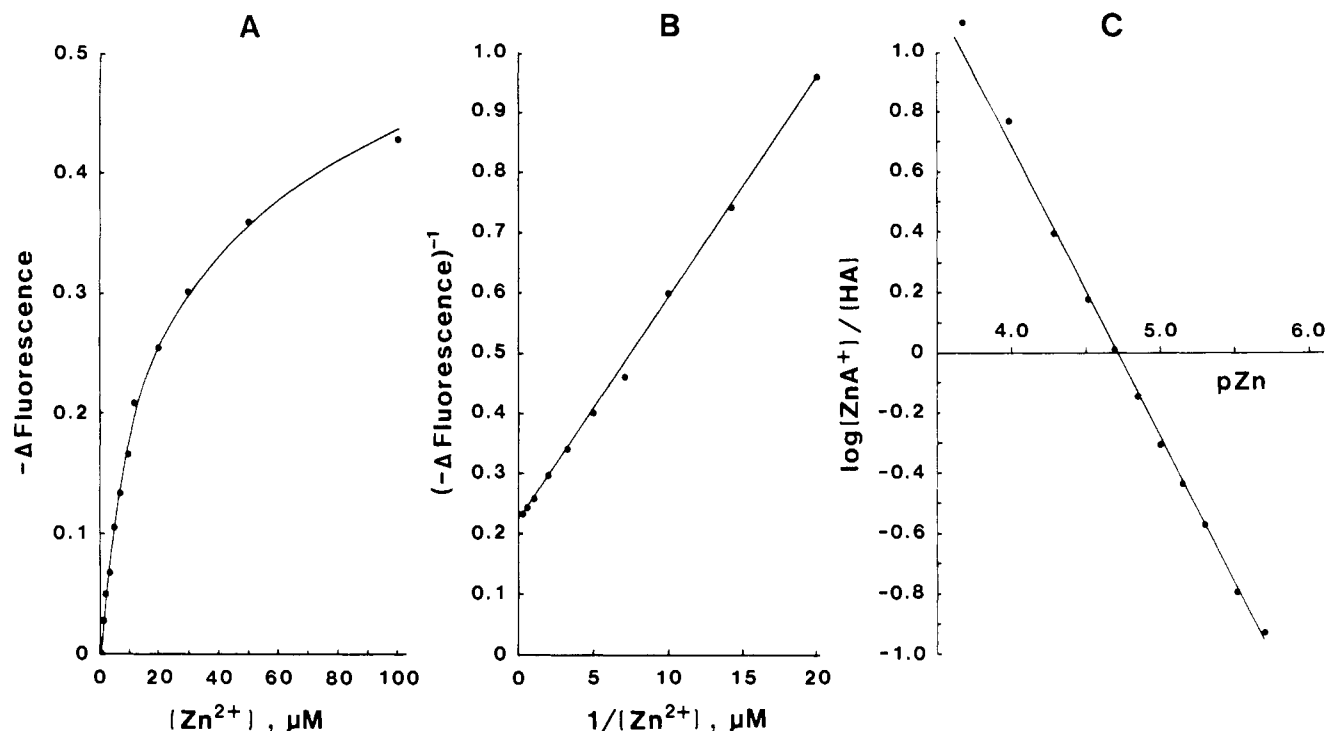 A
0.5
0.4
0.3
0.2
0.1
0
0 20 40 60 80 100
-Δ Fluorescence
[Zn2+] , μM
B
1.0
0.9
0.8
0.7
0.6
0.5
0.4
0.3
0.2
0.1
0
0 5 10 15 20
(-Δ Fluorescence)-1
1/[Zn2+] , μM
C
1.0
0.8
0.6
0.4
0.2
0
-0.2
-0.4
-0.6
-0.8
-1.0
4.0 5.0 6.0
pZn
log[ZnA+]/[HA]